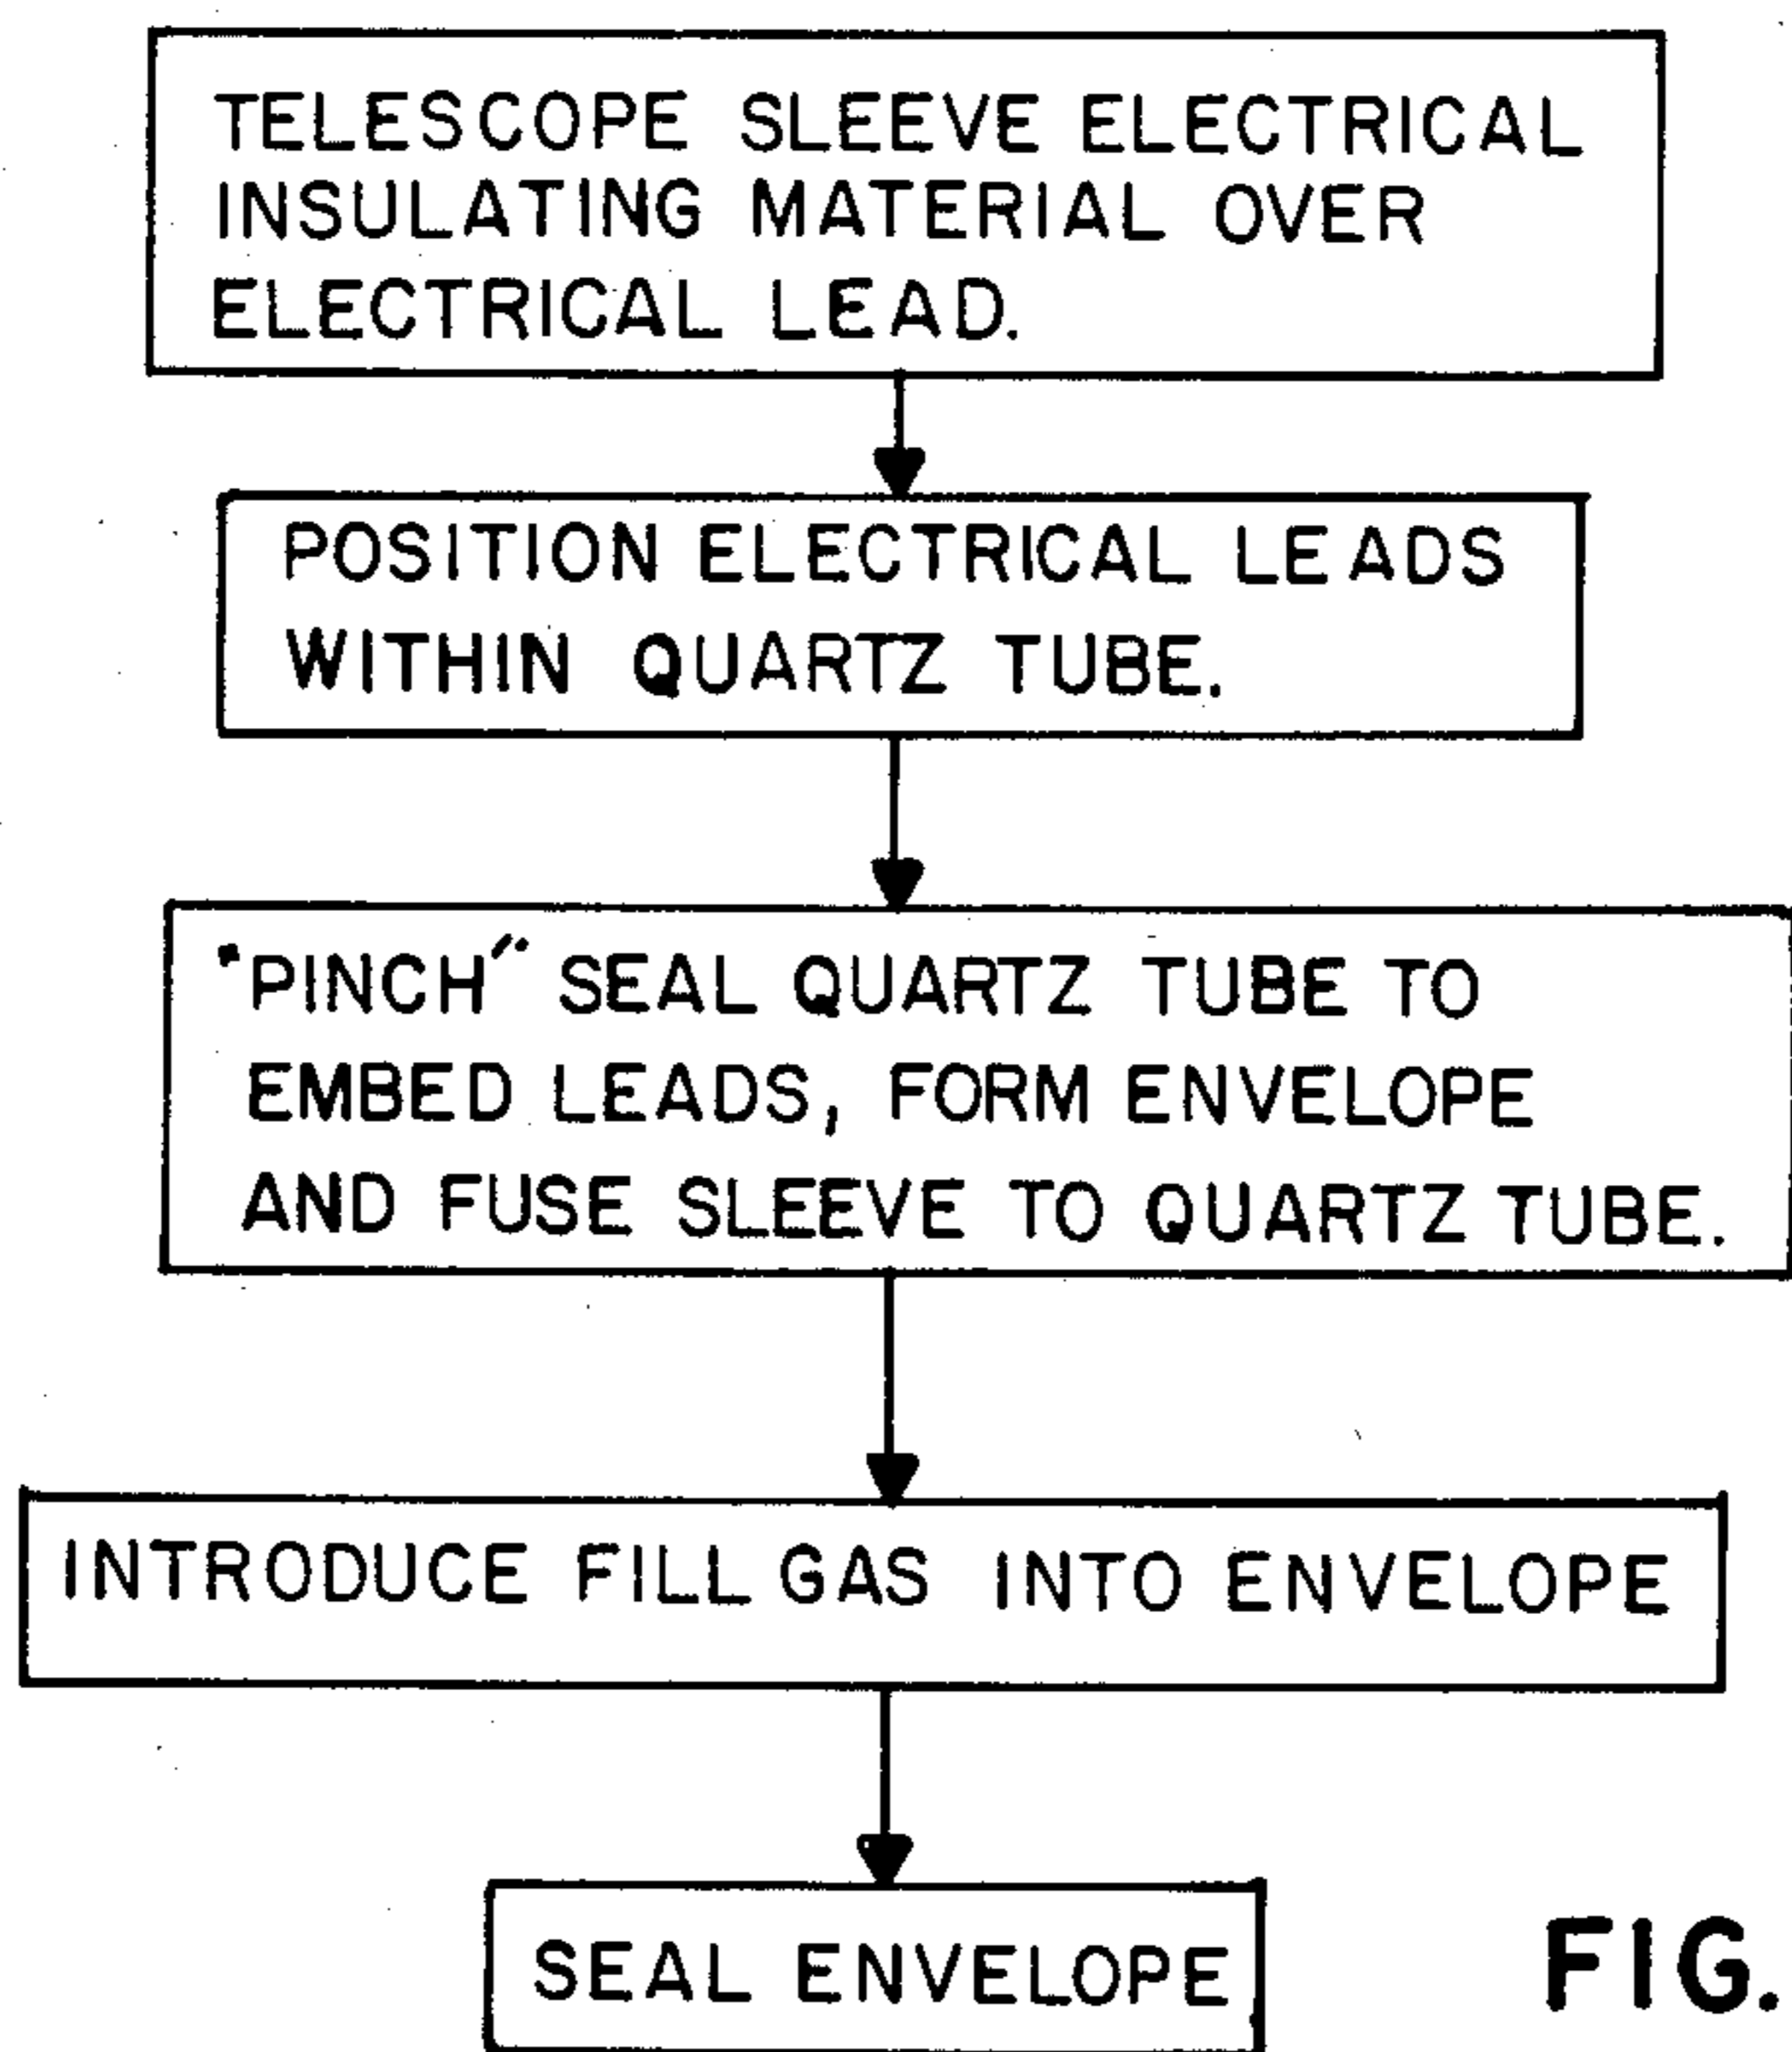 TELESCOPE SLEEVE ELECTRICAL
INSULATING MATERIAL OVER
ELECTRICAL LEAD.
POSITION ELECTRICAL LEADS
WITHIN QUARTZ TUBE.
"PINCH" SEAL QUARTZ TUBE TO
EMBED LEADS, FORM ENVELOPE
AND FUSE SLEEVE TO QUARTZ TUBE.
INTRODUCE FILL GAS INTO ENVELOPE
SEAL ENVELOPE
FIG.